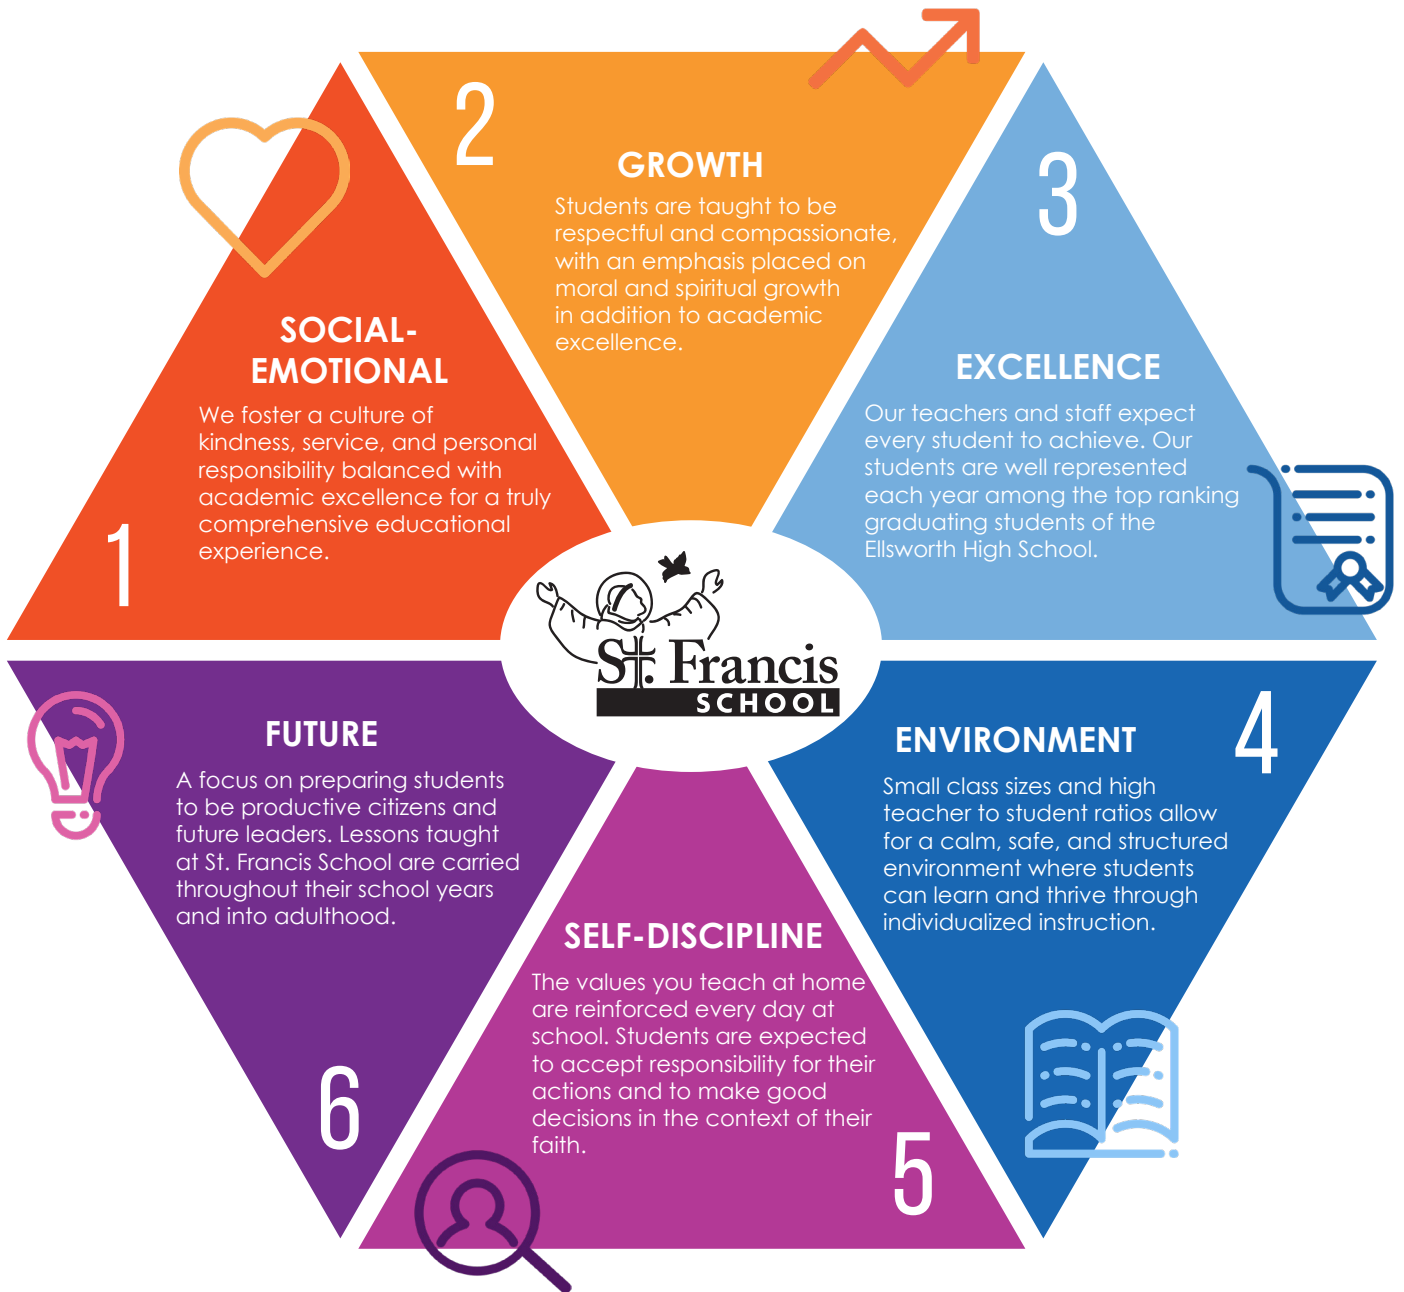 1
SOCIAL-
EMOTIONAL
We foster a culture of
kindness, service, and personal
responsibility balanced with
academic excellence for a truly
comprehensive educational
experience.
2
GROWTH
Students are taught to be
respectful and compassionate,
with an emphasis placed on
moral and spiritual growth
in addition to academic
excellence.
3
EXCELLENCE
Our teachers and staff expect
every student to achieve. Our
students are well represented
each year among the top ranking
graduating students of the
Ellsworth High School.
St. Francis
SCHOOL
4
ENVIRONMENT
Small class sizes and high
teacher to student ratios allow
for a calm, safe, and structured
environment where students
can learn and thrive through
individualized instruction.
5
SELF-DISCIPLINE
The values you teach at home
are reinforced every day at
school. Students are expected
to accept responsibility for their
actions and to make good
decisions in the context of their
faith.
6
FUTURE
A focus on preparing students
to be productive citizens and
future leaders. Lessons taught
at St. Francis School are carried
throughout their school years
and into adulthood.